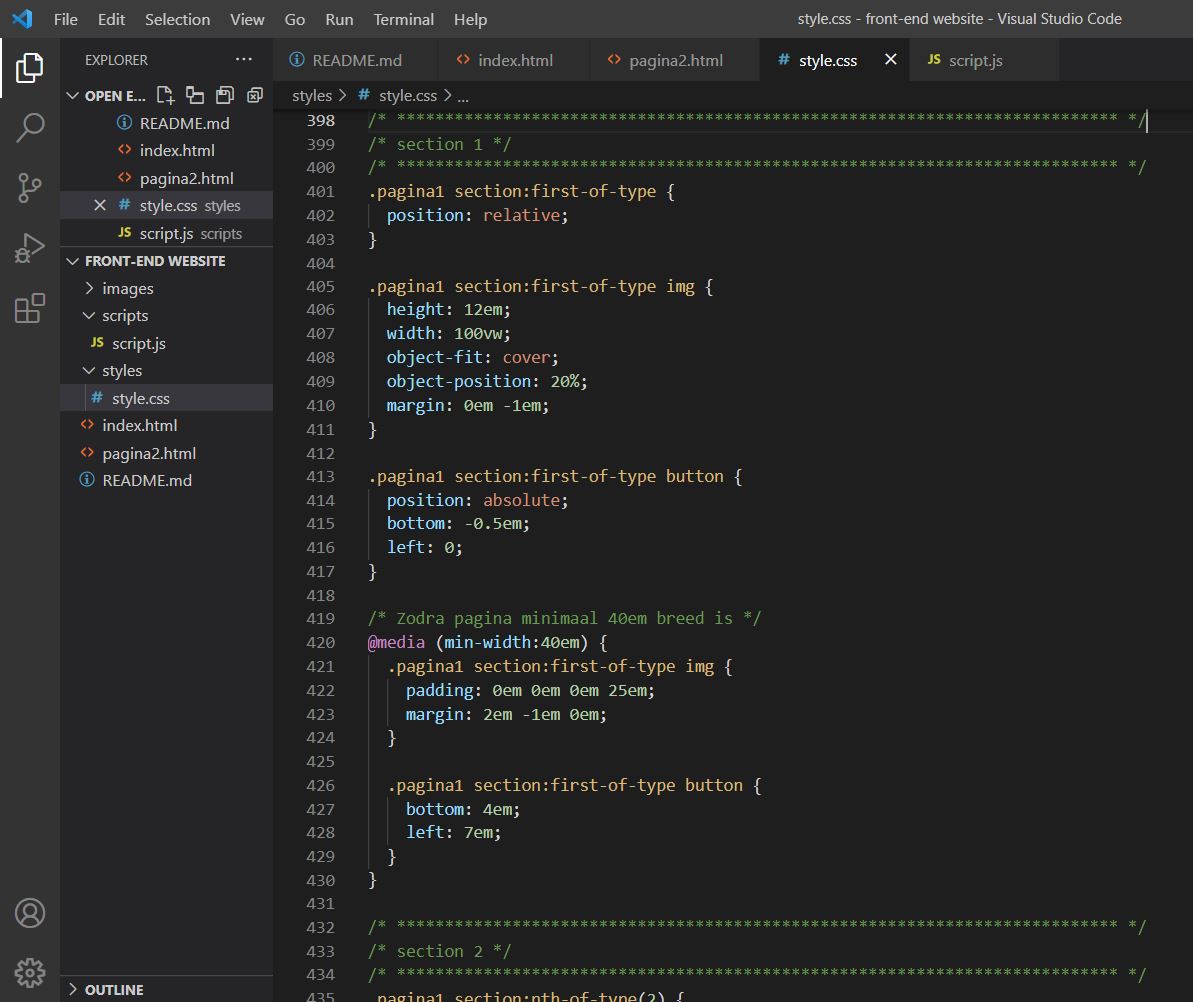 File Edit Selection View Go Run Terminal Help
style.css - front-end website - Visual Studio Code
EXPLORER
OPEN E...
README.md
index.html
pagina2.html
style.css styles
script.js scripts
FRONT-END WEBSITE
images
scripts
JS script.js
styles
# style.css
index.html
pagina2.html
README.md
OUTLINE
README.md
index.html
pagina2.html
# style.css
JS script.js
styles > # style.css > ...
398 /* *************************************************************************** */
399 /* section 1 */
400 /* *************************************************************************** */
401 .pagina1 section:first-of-type {
402 position: relative;
403 }
404
405 .pagina1 section:first-of-type img {
406 height: 12em;
407 width: 100vw;
408 object-fit: cover;
409 object-position: 20%;
410 margin: 0em -1em;
411 }
412
413 .pagina1 section:first-of-type button {
414 position: absolute;
415 bottom: -0.5em;
416 left: 0;
417 }
418
419 /* Zodra pagina minimaal 40em breed is */
420 @media (min-width:40em) {
421 .pagina1 section:first-of-type img {
422 padding: 0em 0em 0em 25em;
423 margin: 2em -1em 0em;
424 }
425
426 .pagina1 section:first-of-type button {
427 bottom: 4em;
428 left: 7em;
429 }
430 }
431
432 /* *************************************************************************** */
433 /* section 2 */
434 /* *************************************************************************** */
435 .pagina1 section:nth-of-type(2) {